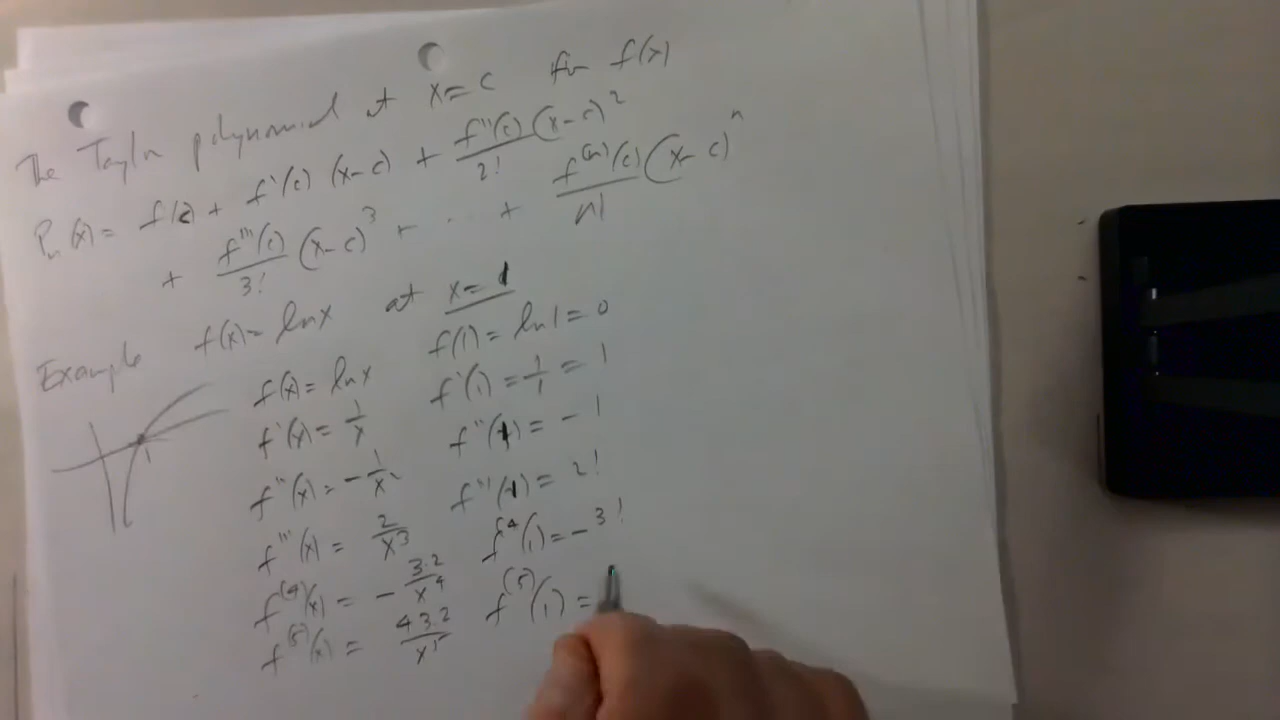 The Taylor polynomial at x=c for f(x)
Pn(x) = f(c) + f'(c) (x-c) + f''(c)/2! (x-c)^2
+ f'''(c)/3! (x-c)^3 + ... + f^(n)(c)/n! (x-c)^n
Example f(x) = ln x at x=1
f(x) = ln x f(1) = ln 1 = 0
f'(x) = 1/x f'(1) = 1/1 = 1
f''(x) = -1/x^2 f''(1) = -1
f'''(x) = 2/x^3 f'''(1) = 2!
f^(4)(x) = - 3·2/x^4 f^4(1) = -3!
f^(5)(x) = 4·3·2/x^5 f^(5)(1) =
1